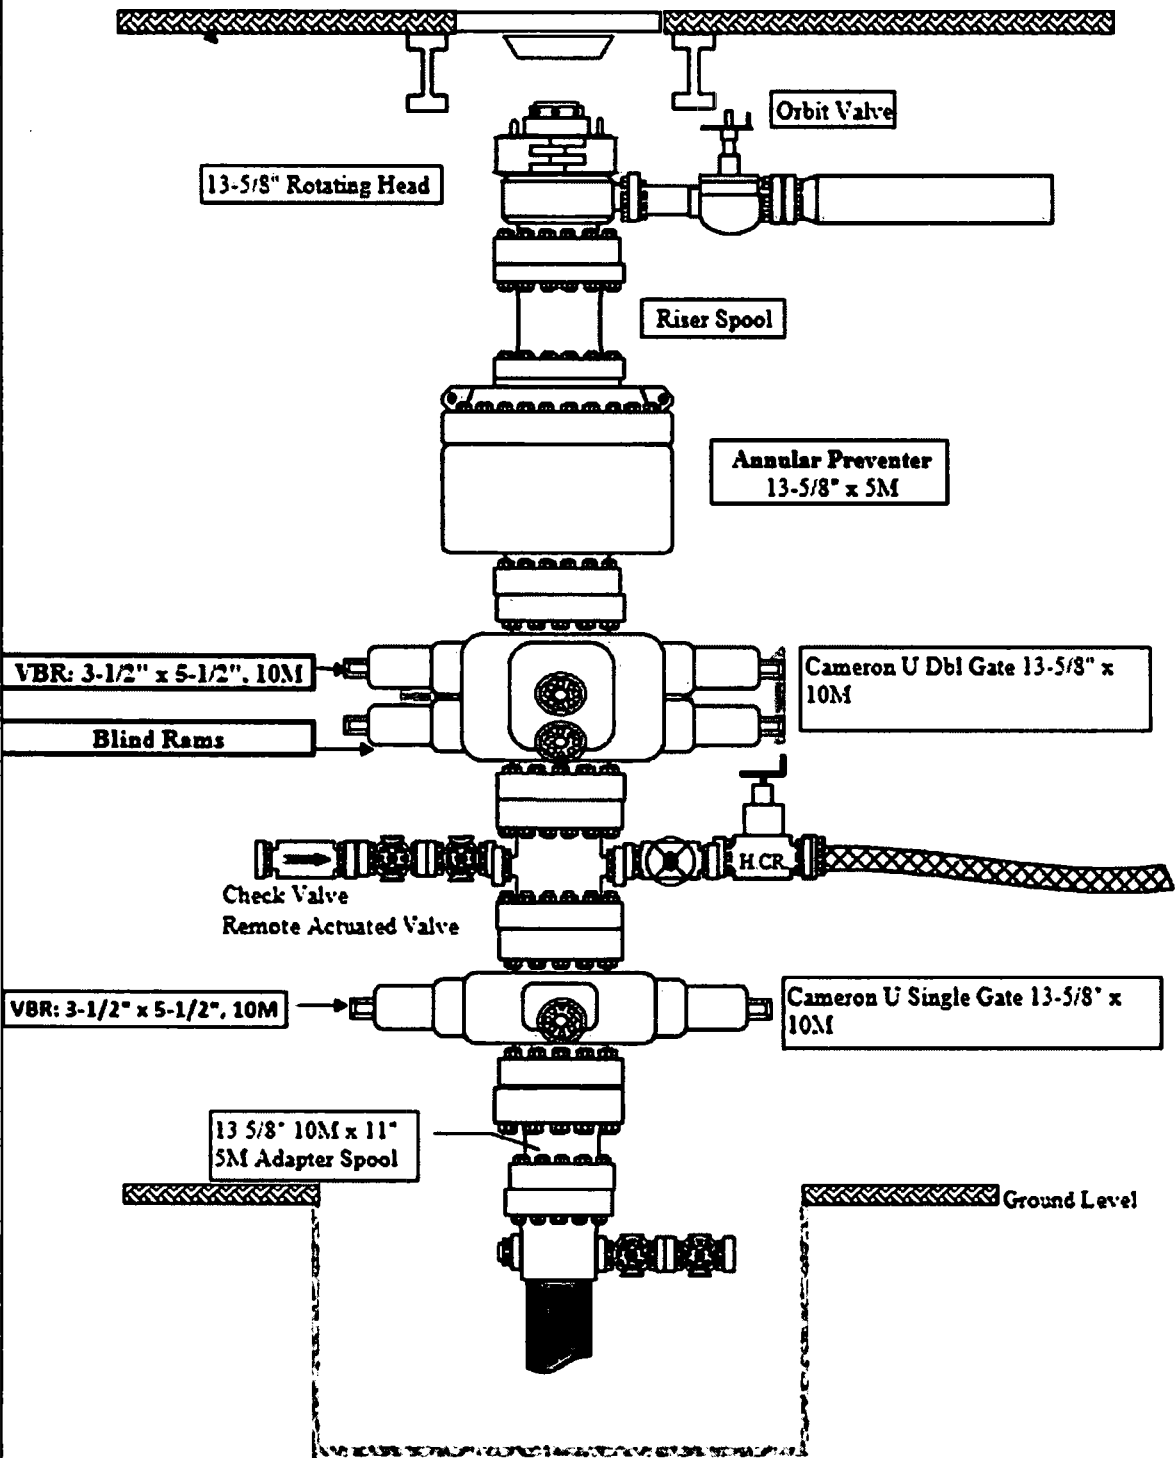 Orbit Valve
13-5/8" Rotating Head
Riser Spool
Annular Preventer
13-5/8" x 5M
VBR: 3-1/2" x 5-1/2", 10M
Cameron U Dbl Gate 13-5/8" x
10M
Blind Rams
H.CR.
Check Valve
Remote Actuated Valve
VBR: 3-1/2" x 5-1/2", 10M
Cameron U Single Gate 13-5/8" x
10M
13 5/8" 10M x 11"
5M Adapter Spool
Ground Level